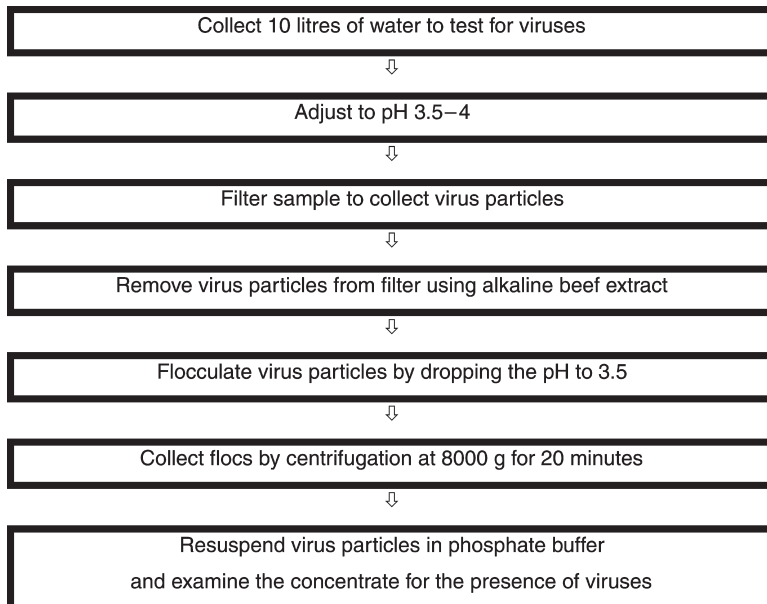 Collect 10 litres of water to test for viruses
⇩
Adjust to pH 3.5–4
⇩
Filter sample to collect virus particles
⇩
Remove virus particles from filter using alkaline beef extract
⇩
Flocculate virus particles by dropping the pH to 3.5
⇩
Collect flocs by centrifugation at 8000 g for 20 minutes
⇩
Resuspend virus particles in phosphate buffer
and examine the concentrate for the presence of viruses